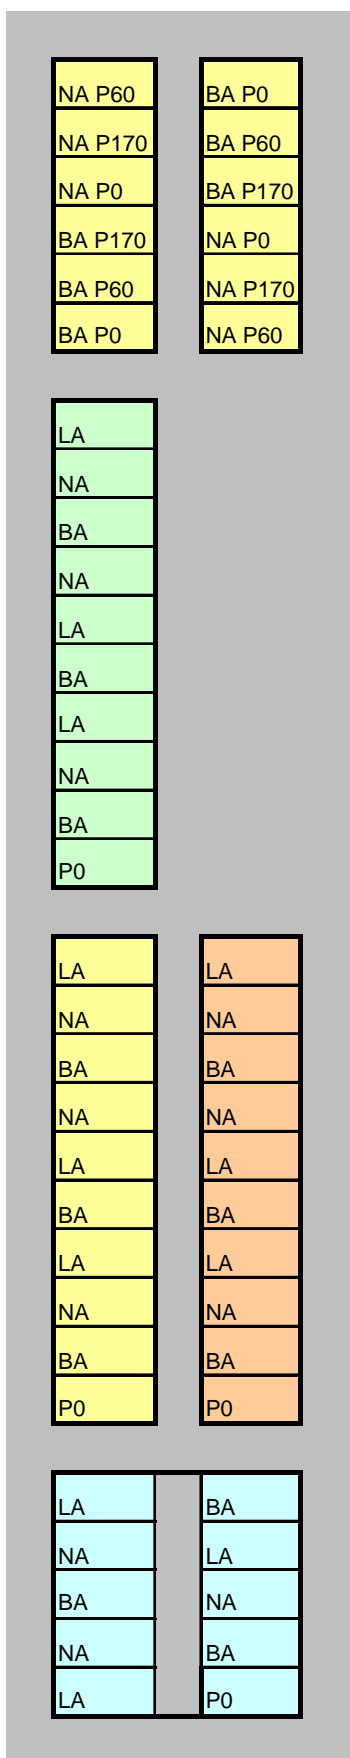 NA P60 BA P0
NA P170 BA P60
NA P0 BA P170
BA P170 NA P0
BA P60 NA P170
BA P0 NA P60
LA
NA
BA
NA
LA
BA
LA
NA
BA
P0
LA LA
NA NA
BA BA
NA NA
LA LA
BA BA
LA LA
NA NA
BA BA
P0 P0
LA BA
NA LA
BA NA
NA BA
LA P0